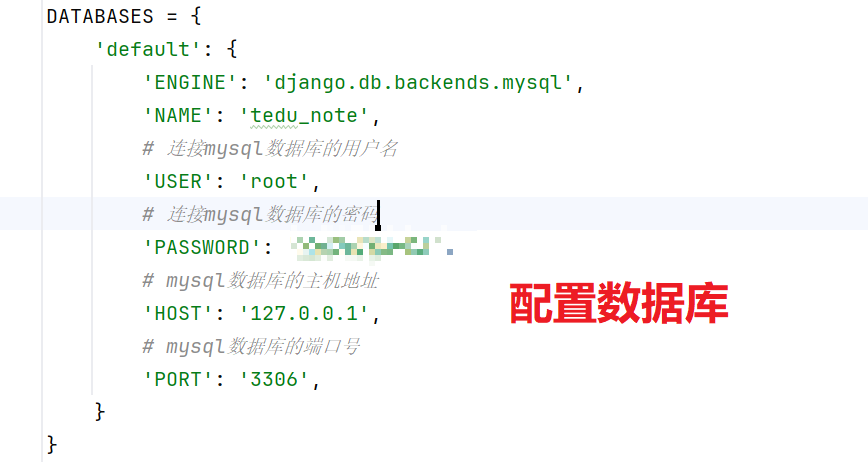 DATABASES = {
'default': {
'ENGINE': 'django.db.backends.mysql',
'NAME': 'tedu_note',
# 连接mysql数据库的用户名
'USER': 'root',
# 连接mysql数据库的密码
'PASSWORD':
# mysql数据库的主机地址
'HOST': '127.0.0.1',
# mysql数据库的端口号
'PORT': '3306',
}
}
配置数据库